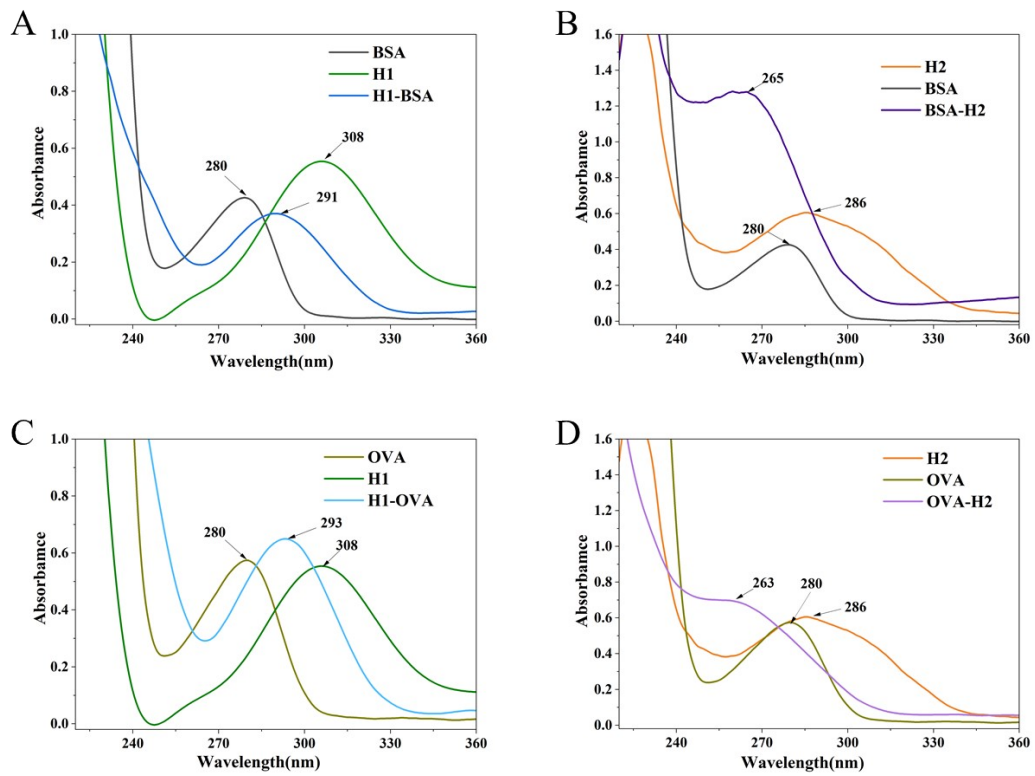 A
1.0
0.8
0.6
0.4
0.2
0.0
Absorbamce
240
270
300
330
360
Wavelength(nm)
BSA
H1
H1-BSA
280
308
291
B
1.6
1.4
1.2
1.0
0.8
0.6
0.4
0.2
0.0
Absorbamce
240
270
300
330
360
Wavelength(nm)
H2
BSA
BSA-H2
265
286
280
C
1.0
0.8
0.6
0.4
0.2
0.0
Absorbamce
240
270
300
330
360
Wavelength(nm)
OVA
H1
H1-OVA
280
293
308
D
1.6
1.4
1.2
1.0
0.8
0.6
0.4
0.2
0.0
Absorbamce
240
270
300
330
360
Wavelength(nm)
H2
OVA
OVA-H2
263
280
286